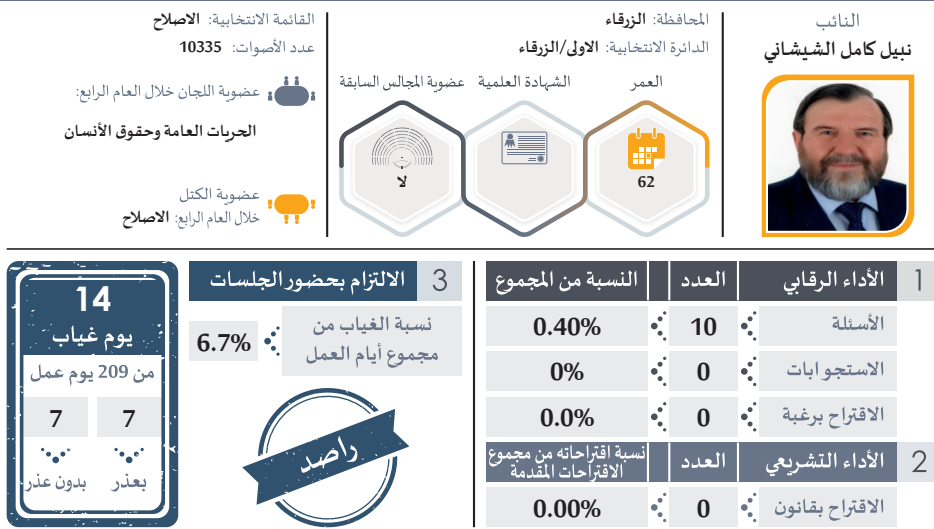 النائب
نبيل كامل الشيشاني
المحافظة: الزرقاء
الدائرة الانتخابية: الاولى/الزرقاء
العمر
62
الشهادة العلمية
عضوية المجالس السابقة
لا
القائمة الانتخابية: الاصلاح
عدد الأصوات: 10335
عضوية اللجان خلال العام الرابع:
الحريات العامة وحقوق الأنسان
عضوية الكتل
خلال العام الرابع: الاصلاح
1 الأداء الرقابي العدد النسبة من المجموع
الأسئلة 10 0.40%
الاستجوابات 0 0%
الاقتراح برغبة 0 0.0%
2 الأداء التشريعي العدد نسبة اقتراحاته من مجموع
الاقتراحات المقدمة
الاقتراح بقانون 0 0.00%
3 الالتزام بحضور الجلسات
نسبة الغياب من
مجموع أيام العمل
6.7%
راصد
14
يوم غياب
من 209 يوم عمل
7 7
بعذر بدون عذر